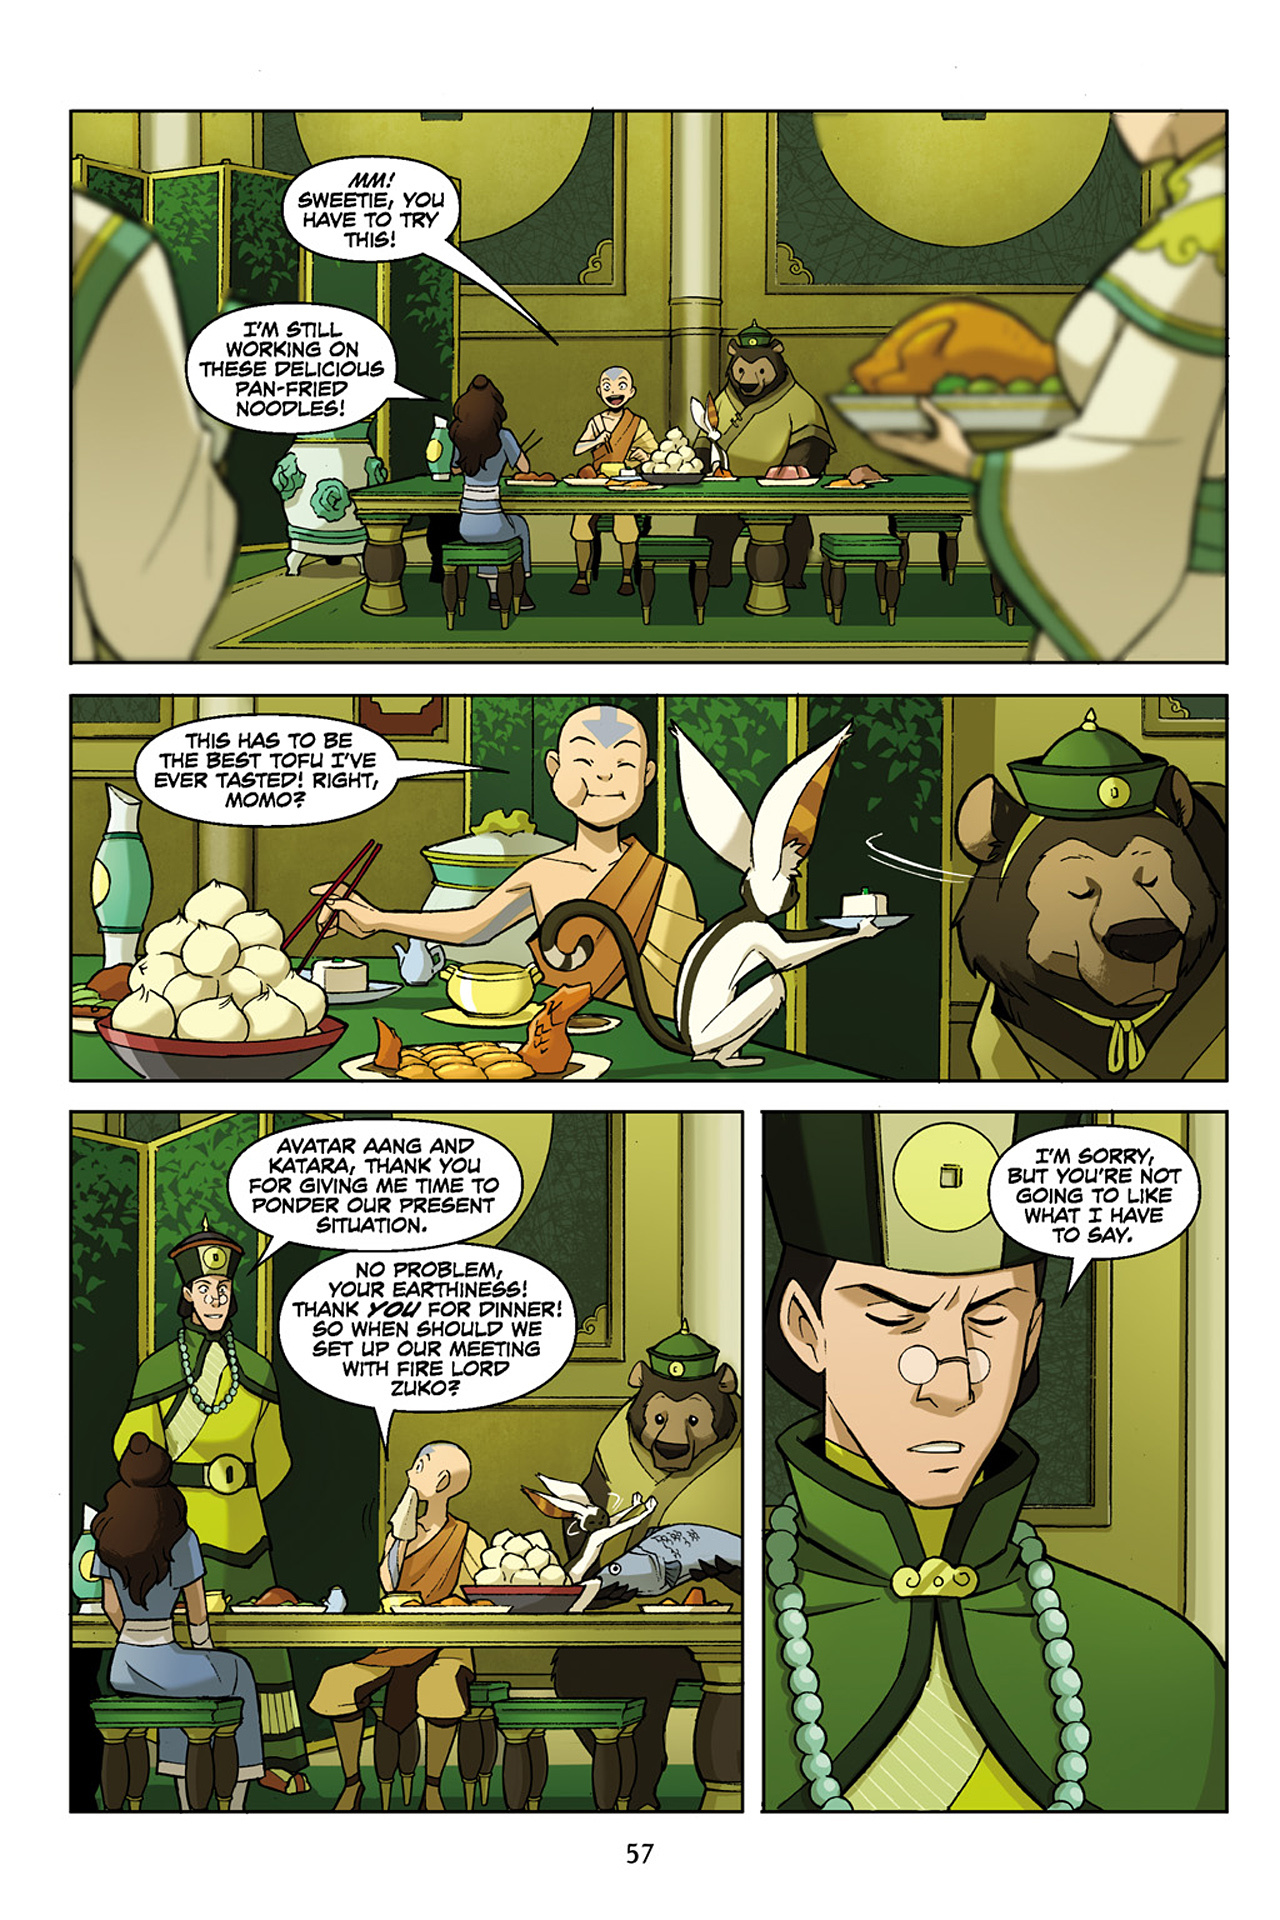 MM!
SWEETIE, YOU
HAVE TO TRY
THIS!
I'M STILL
WORKING ON
THESE DELICIOUS
PAN-FRIED
NOODLES!
THIS HAS TO BE
THE BEST TOFU I'VE
EVER TASTED! RIGHT,
MOMO?
AVATAR AANG AND
KATARA, THANK YOU
FOR GIVING ME TIME TO
PONDER OUR PRESENT
SITUATION.
NO PROBLEM,
YOUR EARTHINESS!
THANK YOU FOR DINNER!
SO WHEN SHOULD WE
SET UP OUR MEETING
WITH FIRE LORD
ZUKO?
I'M SORRY,
BUT YOU'RE NOT
GOING TO LIKE
WHAT I HAVE
TO SAY.
57